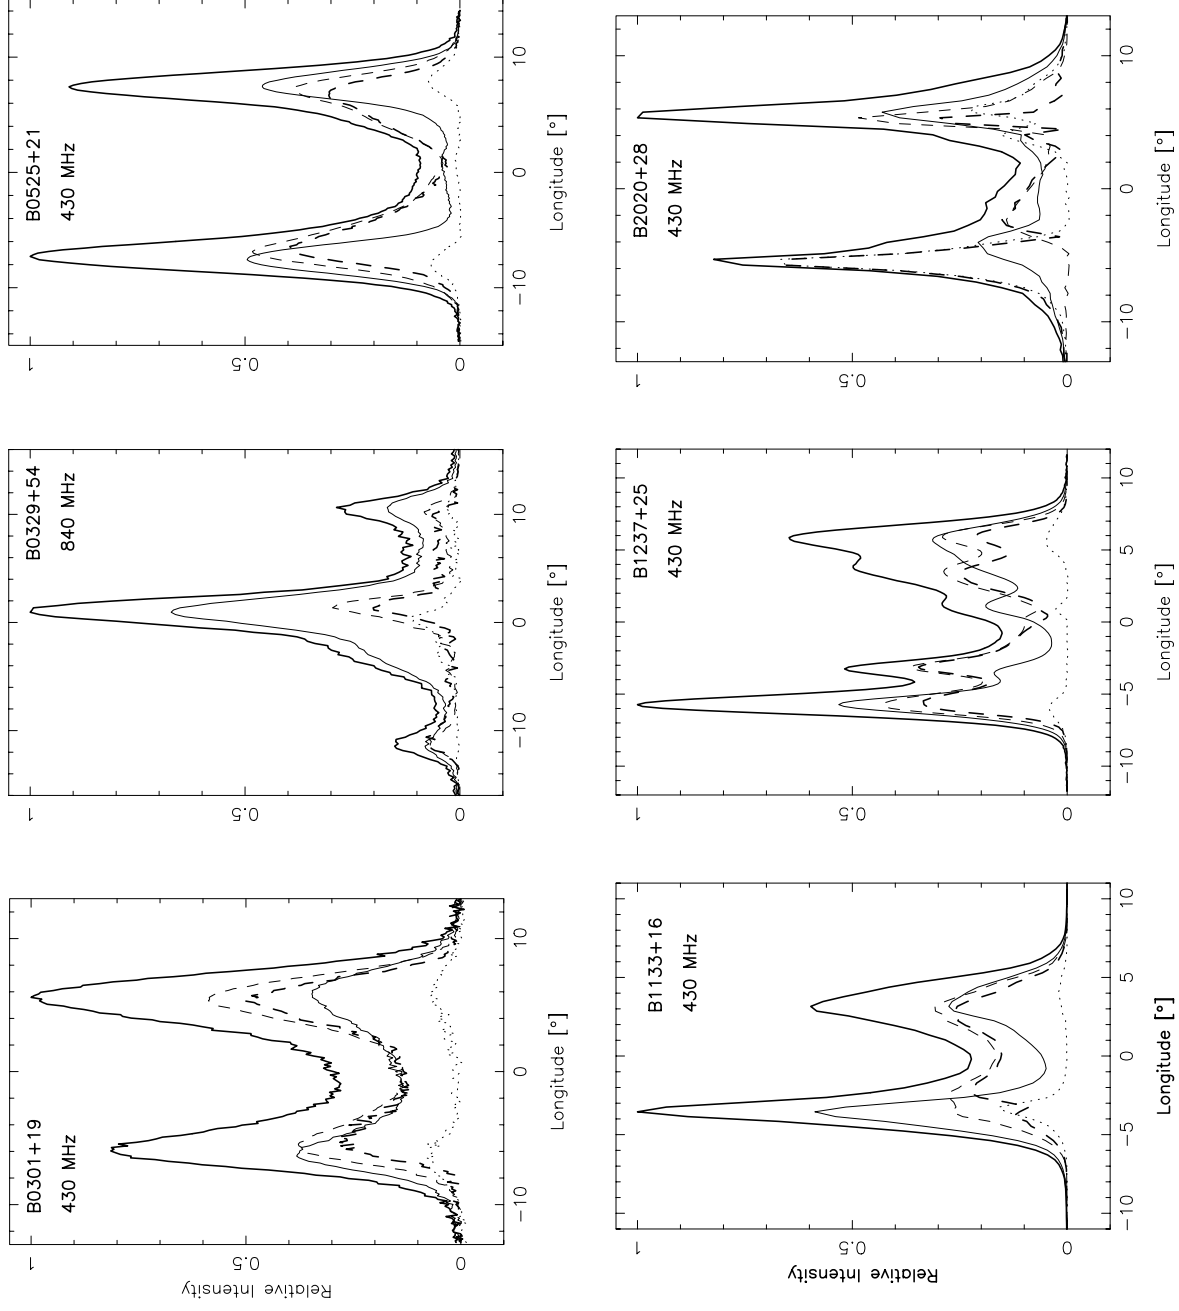 B0301+19
430 MHz
Relative Intensity
1
0.5
0
−10
0
10
Longitude [°]
B0329+54
840 MHz
1
0.5
0
−10
0
10
Longitude [°]
B0525+21
430 MHz
1
0.5
0
−10
0
10
Longitude [°]
B1133+16
430 MHz
Relative Intensity
1
0.5
0
−10
−5
0
5
10
Longitude [°]
B1237+25
430 MHz
1
0.5
0
−10
−5
0
5
10
Longitude [°]
B2020+28
430 MHz
1
0.5
0
−10
0
10
Longitude [°]